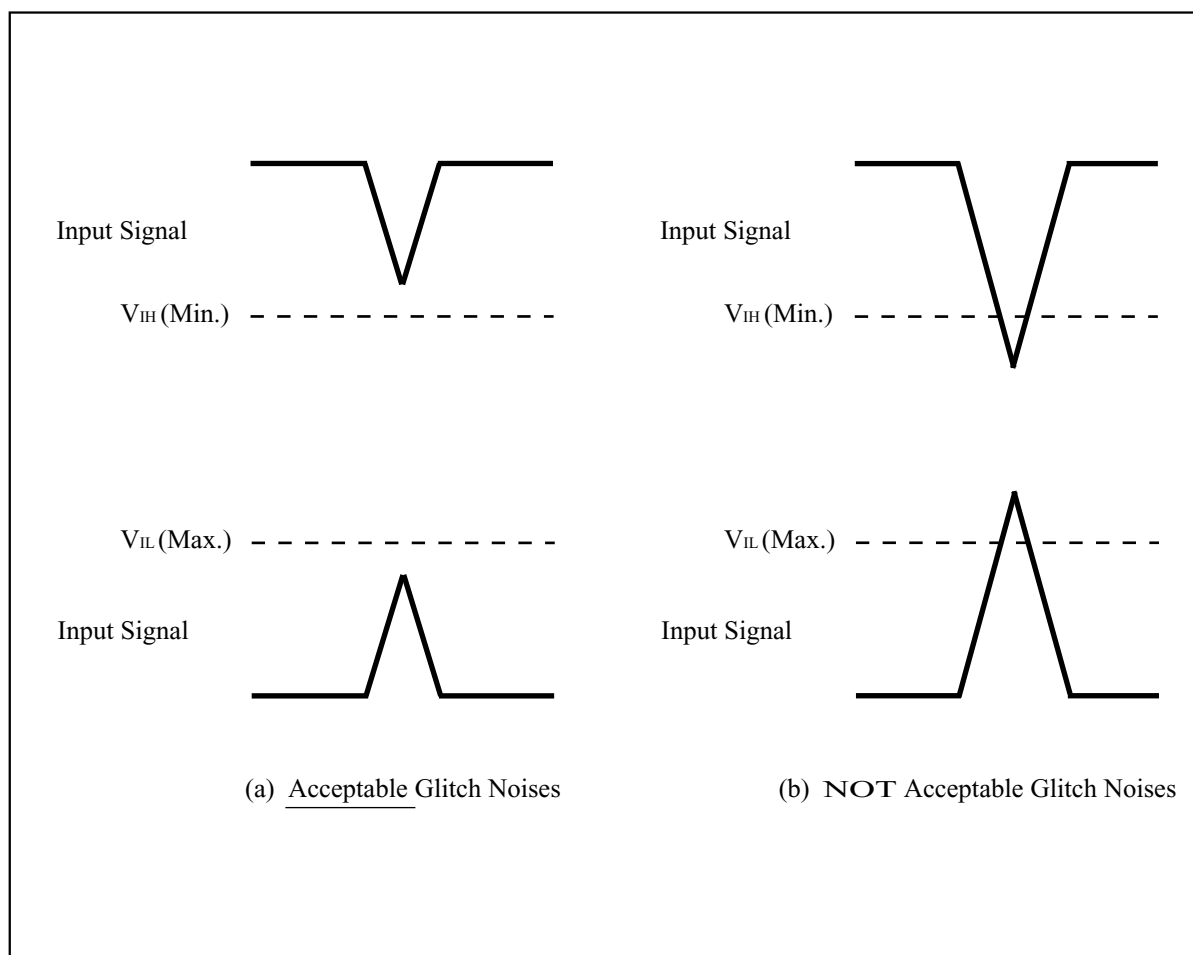 Input Signal
VIH (Min.)
VIL (Max.)
Input Signal
(a) Acceptable Glitch Noises
Input Signal
VIH (Min.)
VIL (Max.)
Input Signal
(b) NOT Acceptable Glitch Noises